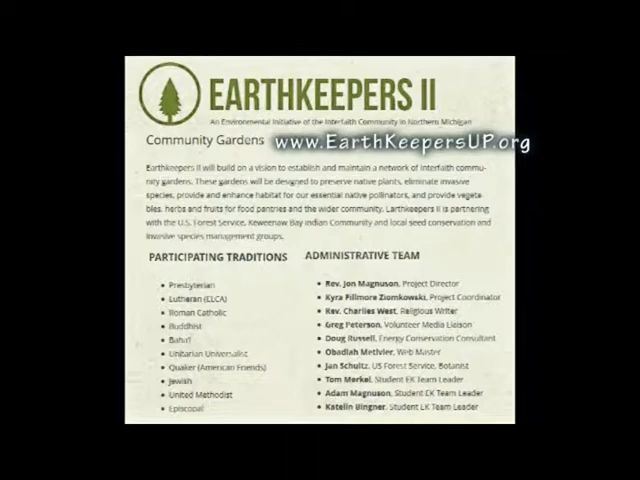 EARTHKEEPERS II
An Environmental Initiative of the Interfaith Community in Northern Michigan
Community Gardens
www.EarthKeepersUP.org
Earthkeepers II will build on a vision to establish and maintain a network of interfaith commu-
nity gardens. These gardens will be designed to preserve native plants, eliminate invasive
species, provide and enhance habitat for our essential native pollinators, and provide vegeta-
bles, herbs and fruits for food pantries and the wider community. Earthkeepers II is partnering
with the U.S. Forest Service, Keweenaw Bay Indian Community and local seed conservation and
invasive species management groups.
PARTICIPATING TRADITIONS
• Presbyterian
• Lutheran (ELCA)
• Roman Catholic
• Buddhist
• Bahá'í
• Unitarian Universalist
• Quaker (American Friends)
• Jewish
• United Methodist
• Episcopal
ADMINISTRATIVE TEAM
• Rev. Jon Magnuson, Project Director
• Kyra Fillmore Ziomkowski, Project Coordinator
• Rev. Charlies West, Religious Writer
• Greg Peterson, Volunteer Media Liaison
• Doug Russell, Energy Conservation Consultant
• Obadiah Metivier, Web Master
• Jan Schultz, US Forest Service, Botanist
• Tom Merkel, Student EK Team Leader
• Adam Magnuson, Student EK Team Leader
• Katelin Bingner, Student EK Team Leader